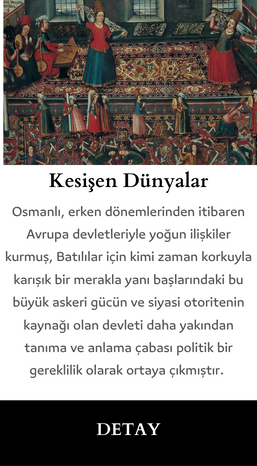 Kesişen Dünyalar
Osmanlı, erken dönemlerinden itibaren
Avrupa devletleriyle yoğun ilişkiler
kurmuş, Batılılar için kimi zaman korkuyla
karışık bir merakla yanı başlarındaki bu
büyük askeri gücün ve siyasi otoritenin
kaynağı olan devleti daha yakından
tanıma ve anlama çabası politik bir
gereklilik olarak ortaya çıkmıştır.
DETAY